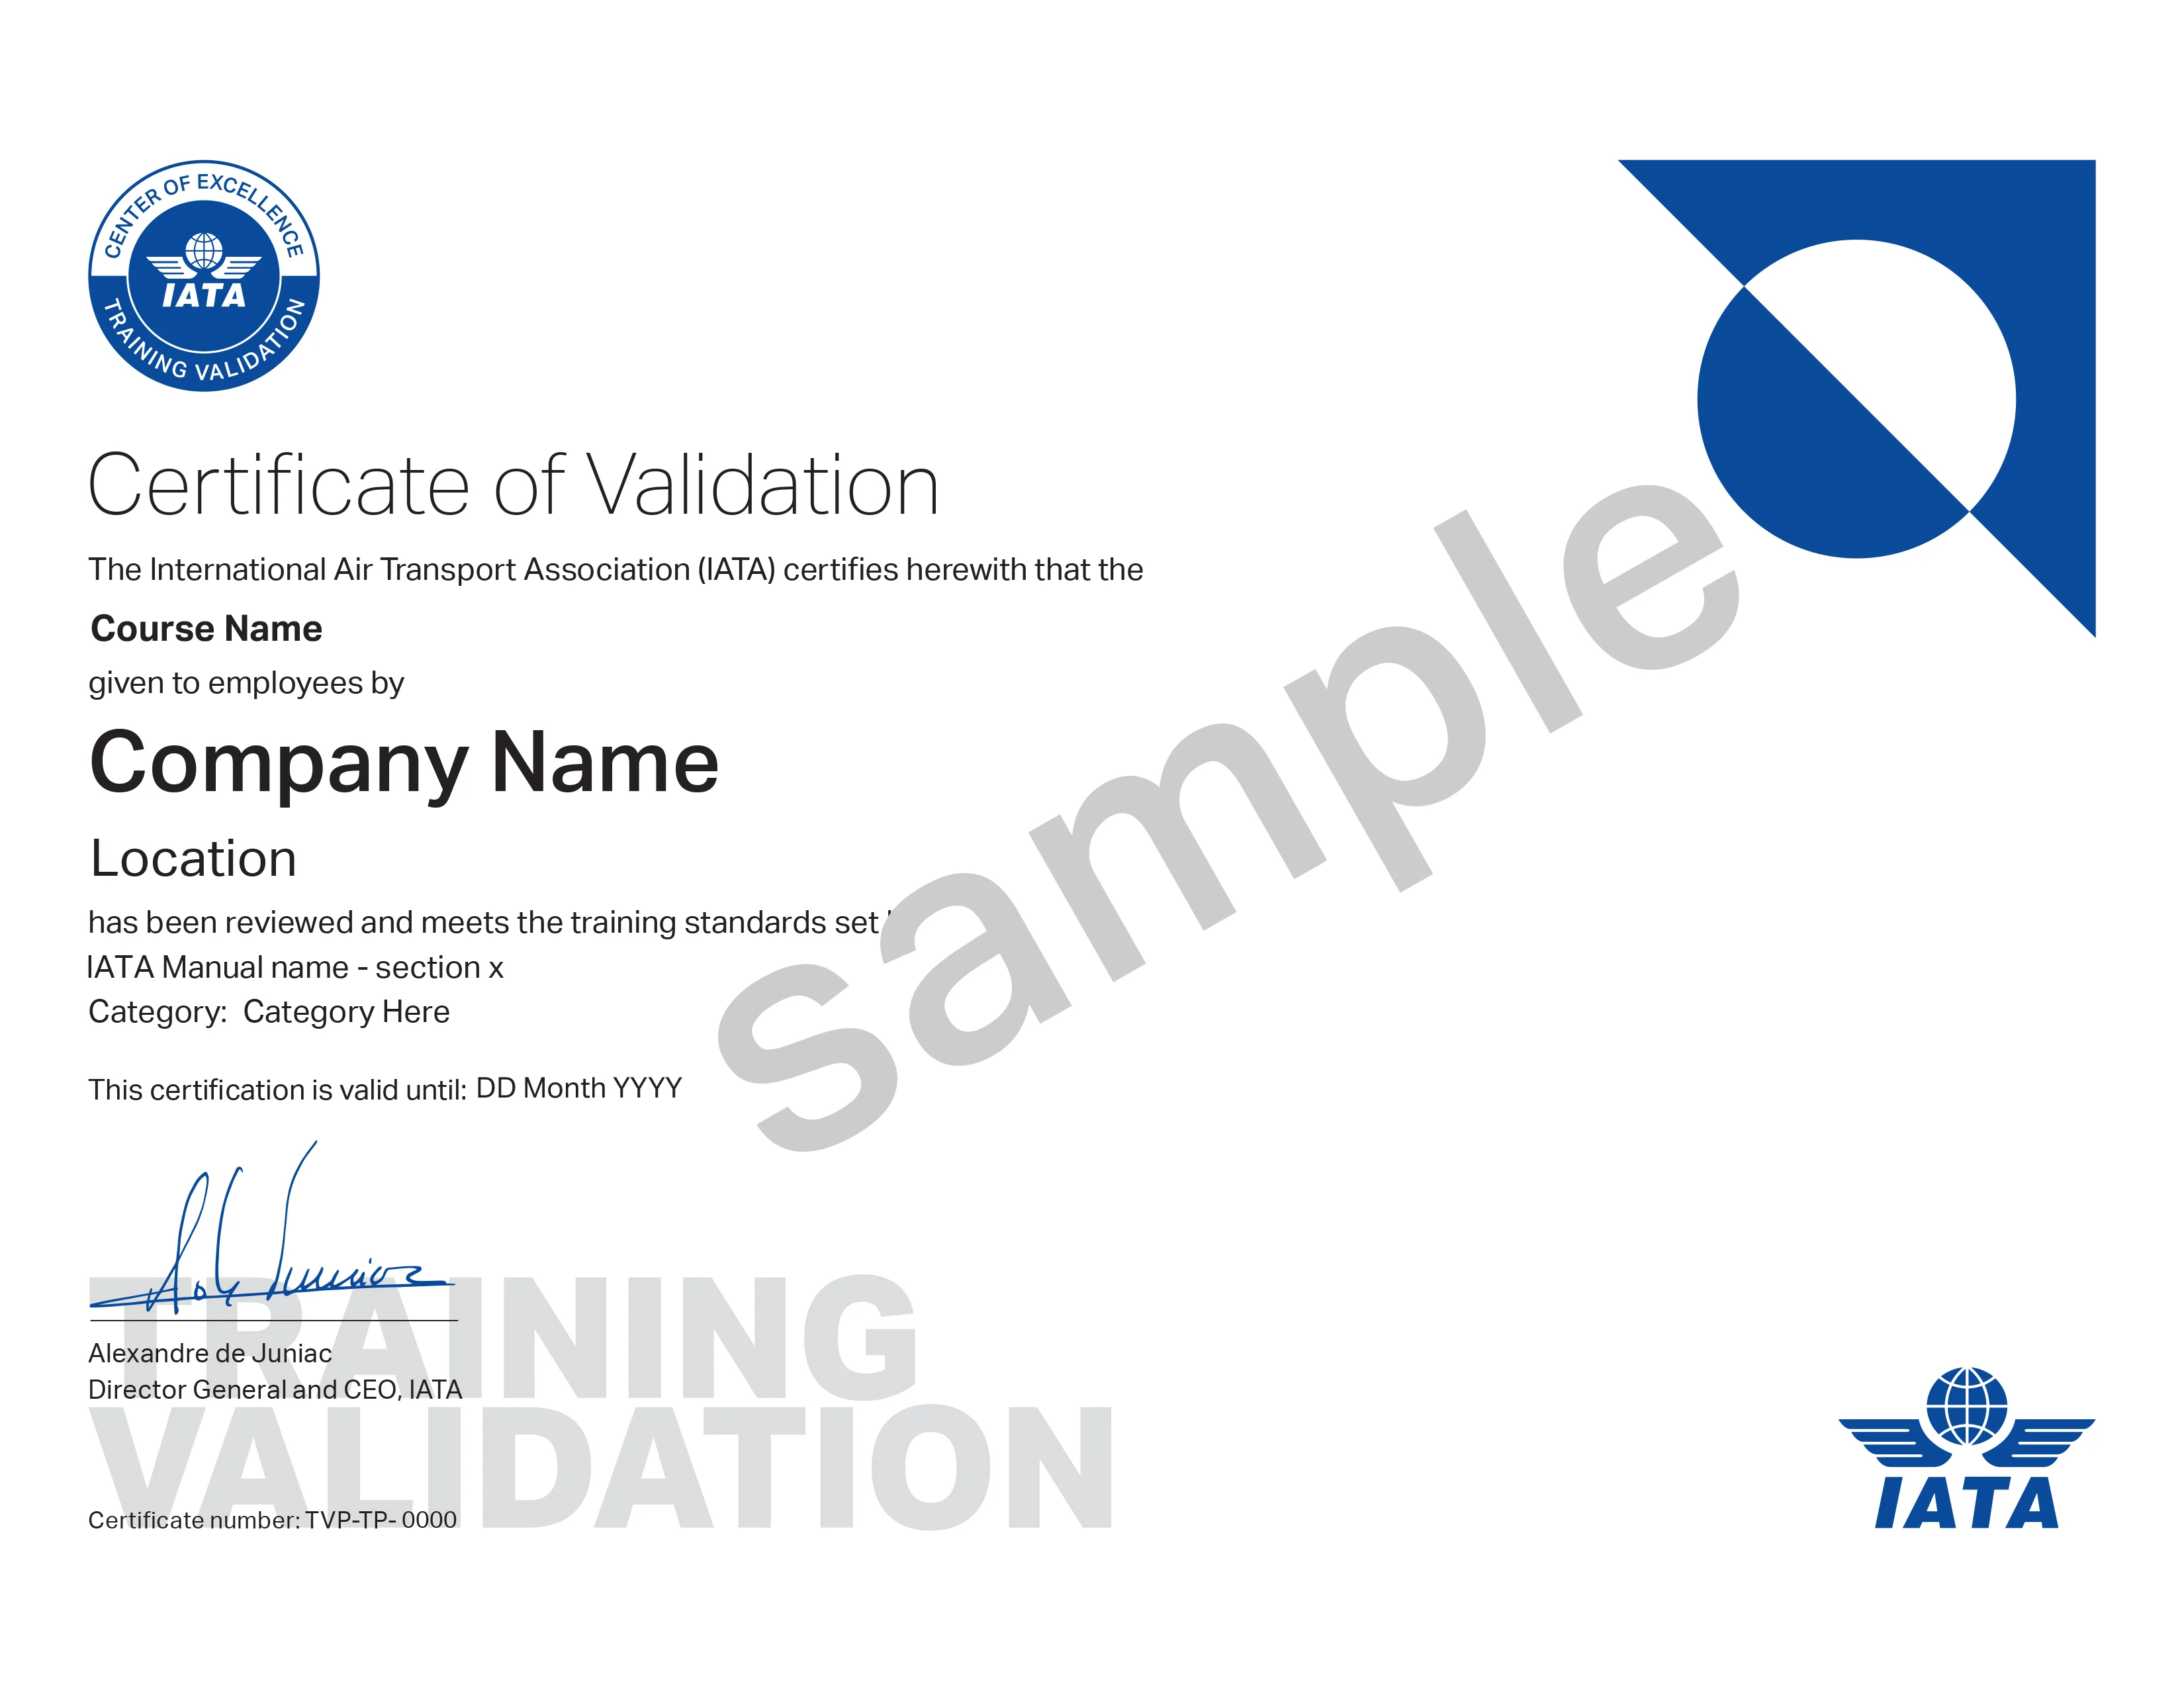 CENTER OF EXCELLENCE
IATA
TRAINING VALIDATION
Certificate of Validation
The International Air Transport Association (IATA) certifies herewith that the
Course Name
given to employees by
Company Name
Location
has been reviewed and meets the training standards set
IATA Manual name - section x
Category: Category Here
This certification is valid until: DD Month YYYY
sample
Alexandre de Juniac
Director General and CEO, IATA
TRAINING
VALIDATION
Certificate number: TVP-TP- 0000
IATA